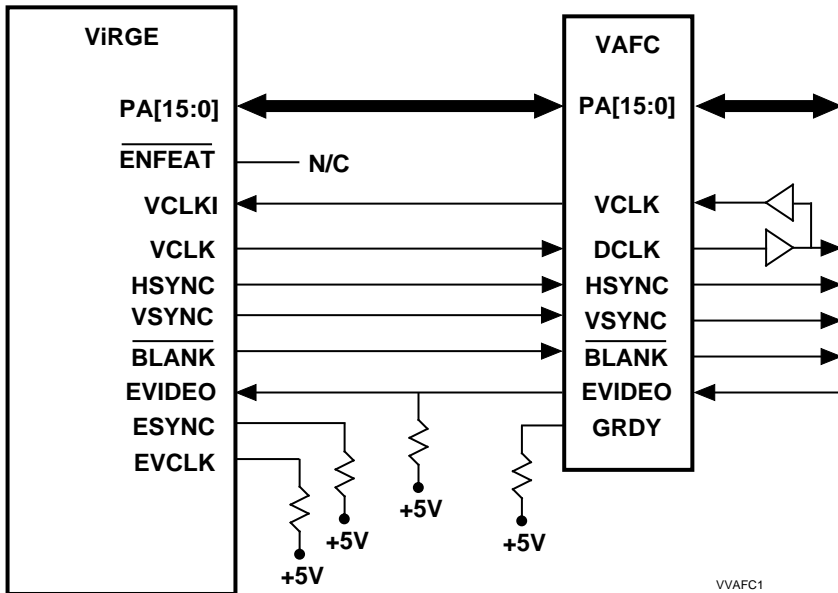 ViRGE
PA[15:0]
ENFEAT
VCLKI
VCLK
HSYNC
VSYNC
BLANK
EVIDEO
ESYNC
EVCLK
N/C
VAFC
PA[15:0]
VCLK
DCLK
HSYNC
VSYNC
BLANK
EVIDEO
GRDY
+5V
+5V
+5V
+5V
VVAFC1